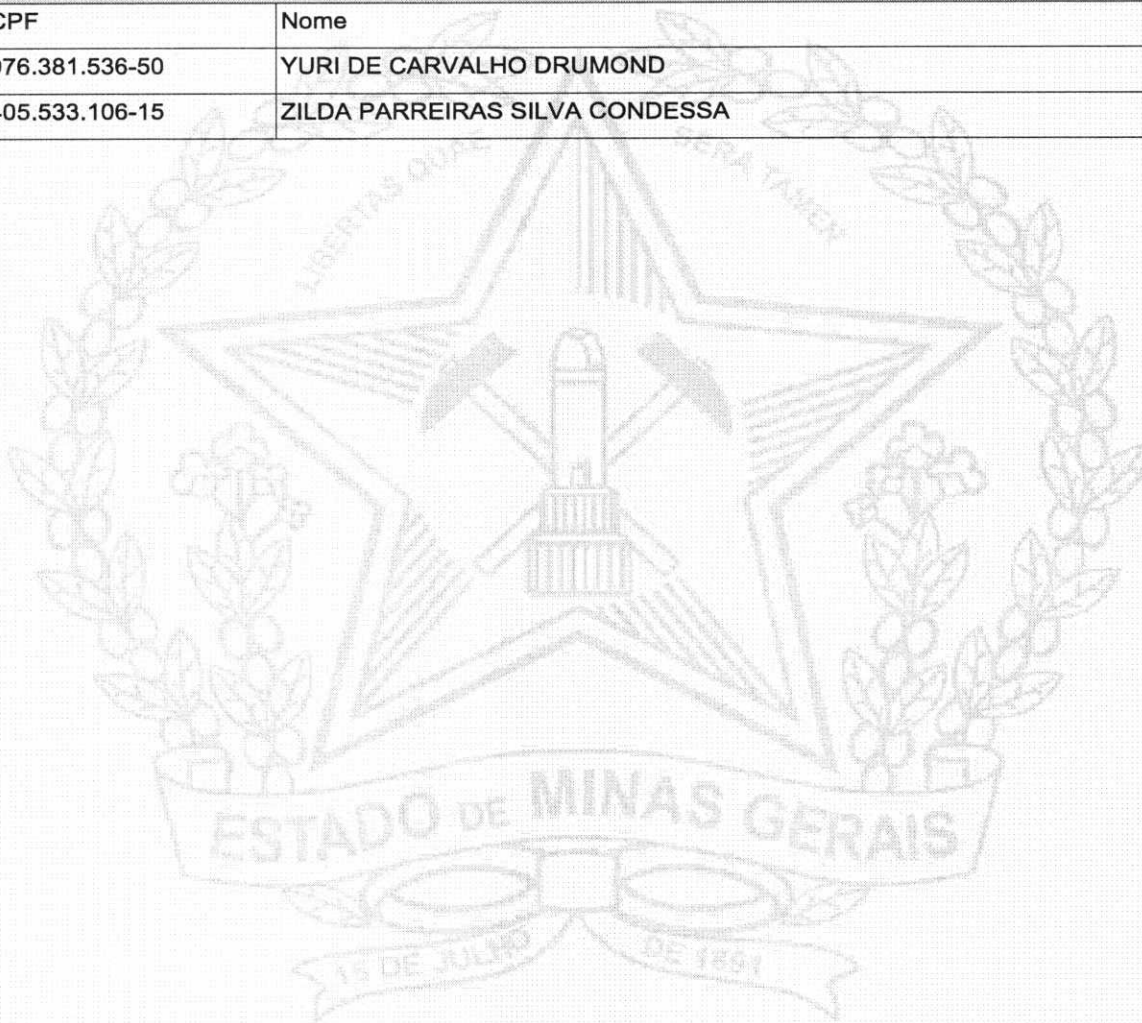 CPF Nome
076.381.536-50 YURI DE CARVALHO DRUMOND
05.533.106-15 ZILDA PARREIRAS SILVA CONDESSA
LIBERTAS QUAE SERA TAMEN
ESTADO DE MINAS GERAIS
15 DE JULHO DE 1891